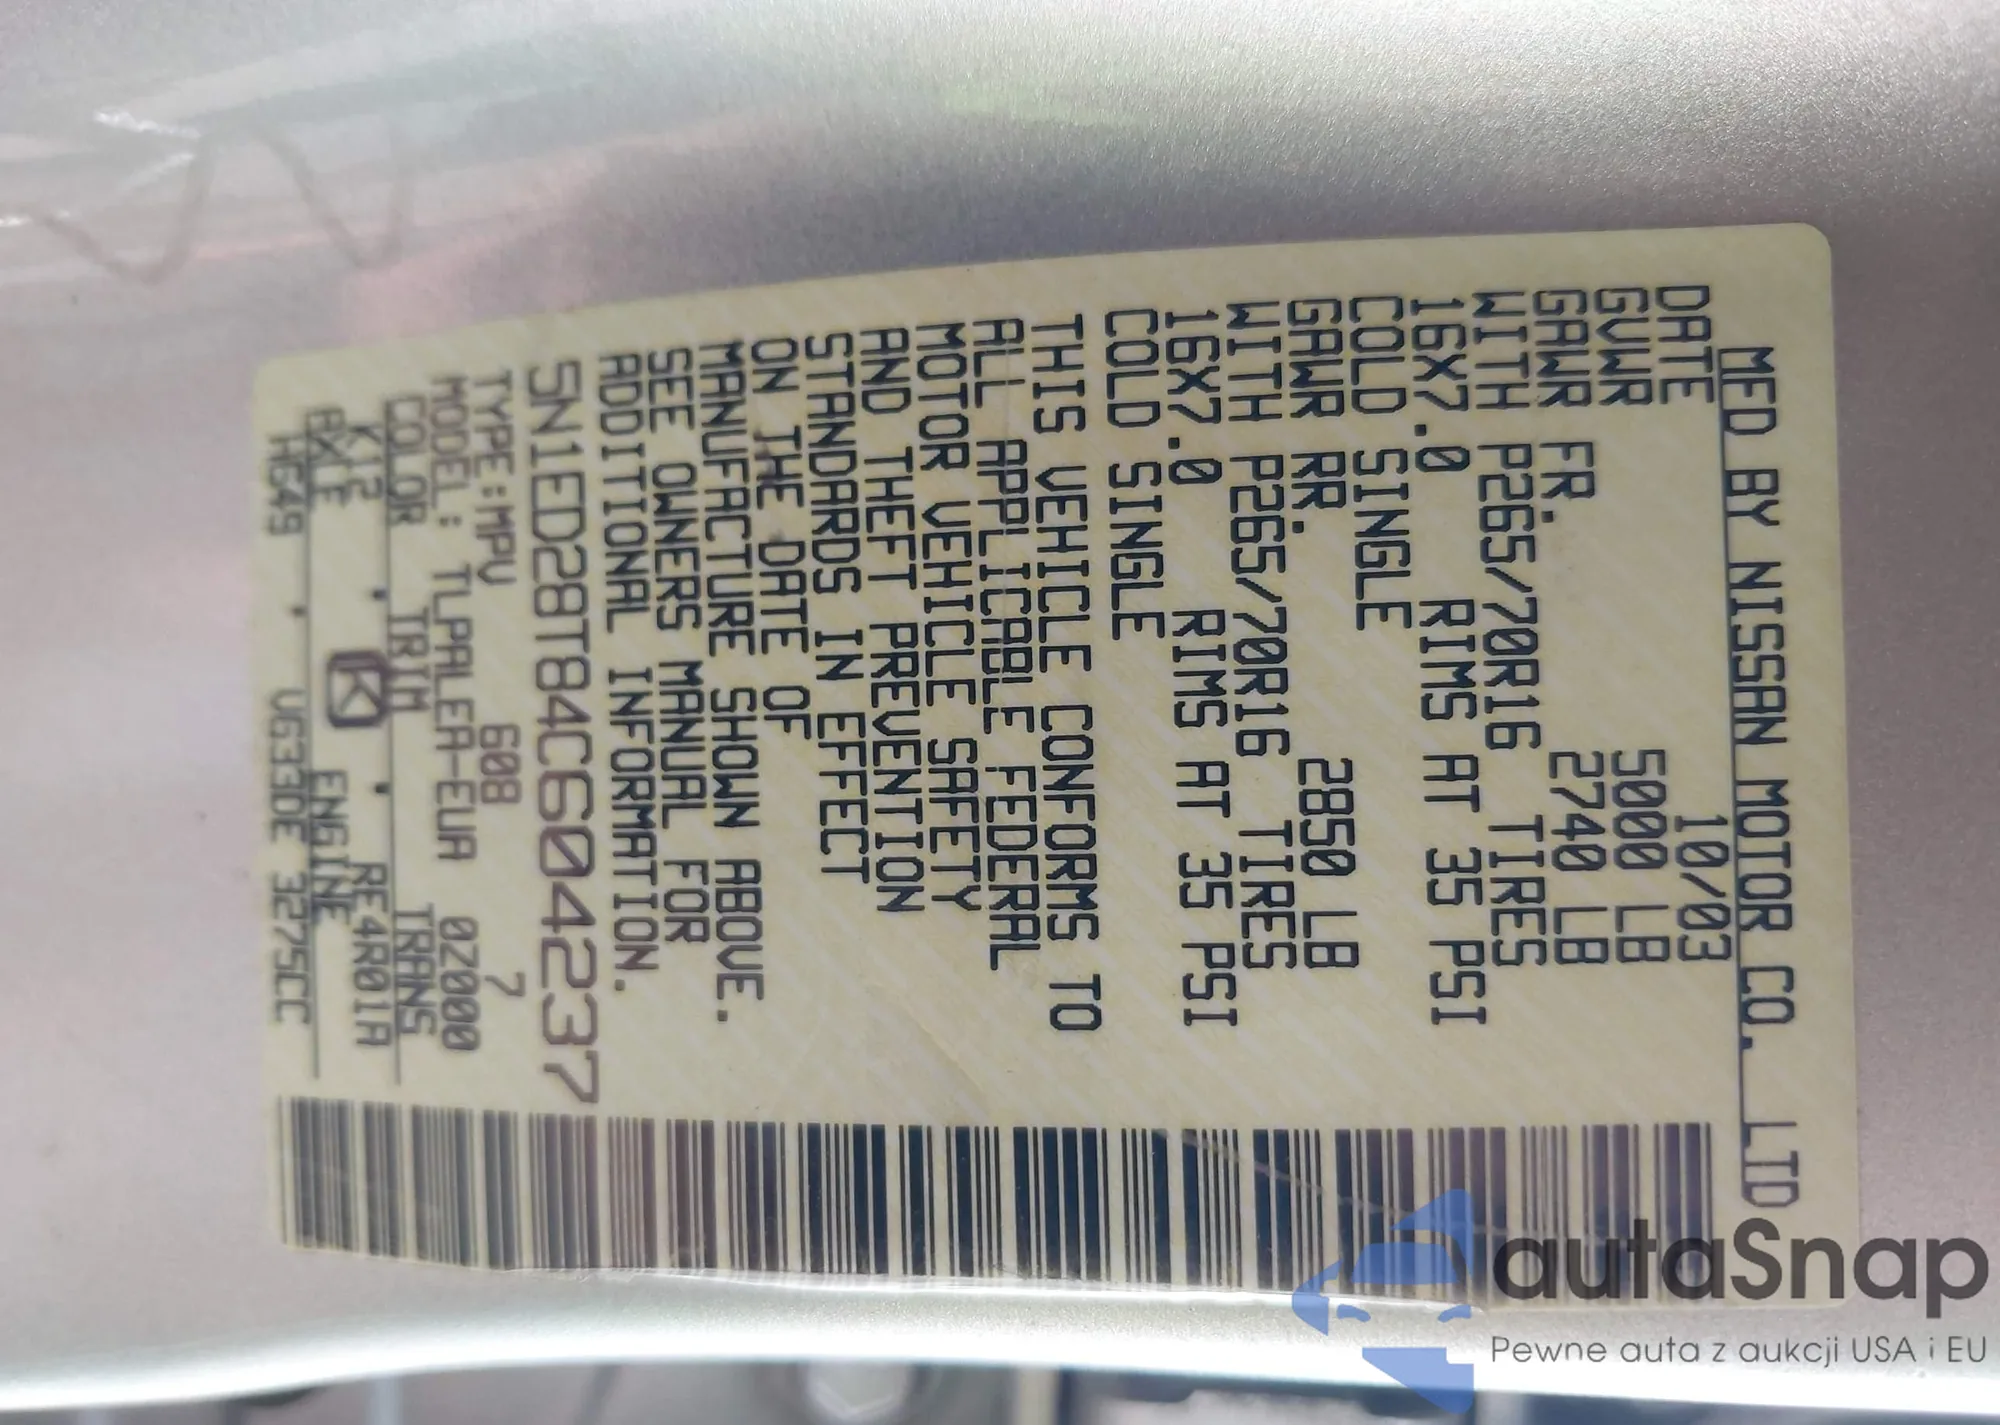 MFD BY NISSAN MOTOR CO. LTD
DATE 10/03
GVWR 5000 LB
GAWR FR. 2740 LB
WITH P265/70R16 TIRES
16X7.0 RIMS AT 35 PSI
COLD SINGLE
GAWR RR. 2850 LB
WITH P265/70R16 TIRES
16X7.0 RIMS AT 35 PSI
COLD SINGLE
THIS VEHICLE CONFORMS TO
ALL APPLICABLE FEDERAL
MOTOR VEHICLE SAFETY
AND THEFT PREVENTION
STANDARDS IN EFFECT
ON THE DATE OF
MANUFACTURE SHOWN ABOVE.
SEE OWNERS MANUAL FOR
ADDITIONAL INFORMATION.
5N1ED28T84C604237
TYPE:MPV 608 7
MODEL: TLPALEA-EUA 0Z000
COLOR TRIM TRANS
K12 K RE4R01A
AXLE ENGINE
HG49 VG33DE 3275CC
autaSnap
Pewne auta z aukcji USA i EU